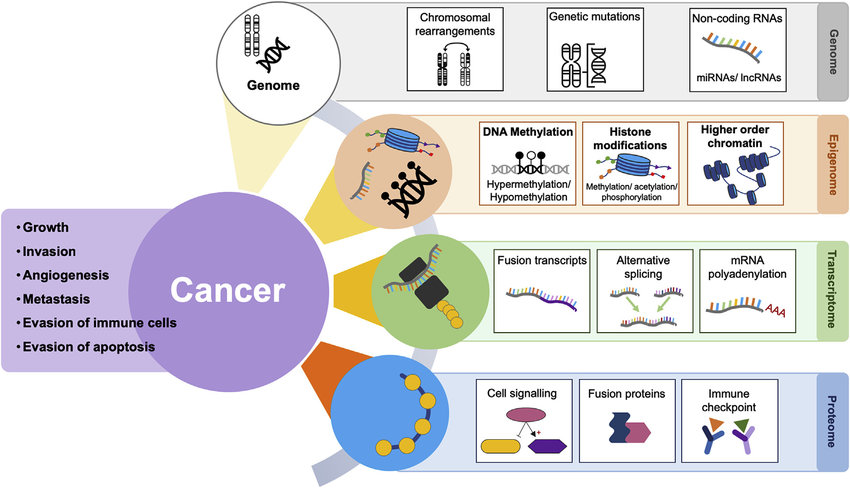 Genome
Chromosomal
rearrangements
Genetic mutations
Non-coding RNAs
miRNAs/ lncRNAs
Genome
DNA Methylation
Hypermethylation/
Hypomethylation
Histone
modifications
Methylation/ acetylation/
phosphorylation
Higher order
chromatin
Epigenome
Growth
Invasion
Angiogenesis
Metastasis
Evasion of immune cells
Evasion of apoptosis
Cancer
Fusion transcripts
Alternative
splicing
mRNA
polyadenylation
AAA
Transcriptome
Cell signalling
+
Fusion proteins
Immune
checkpoint
Proteome